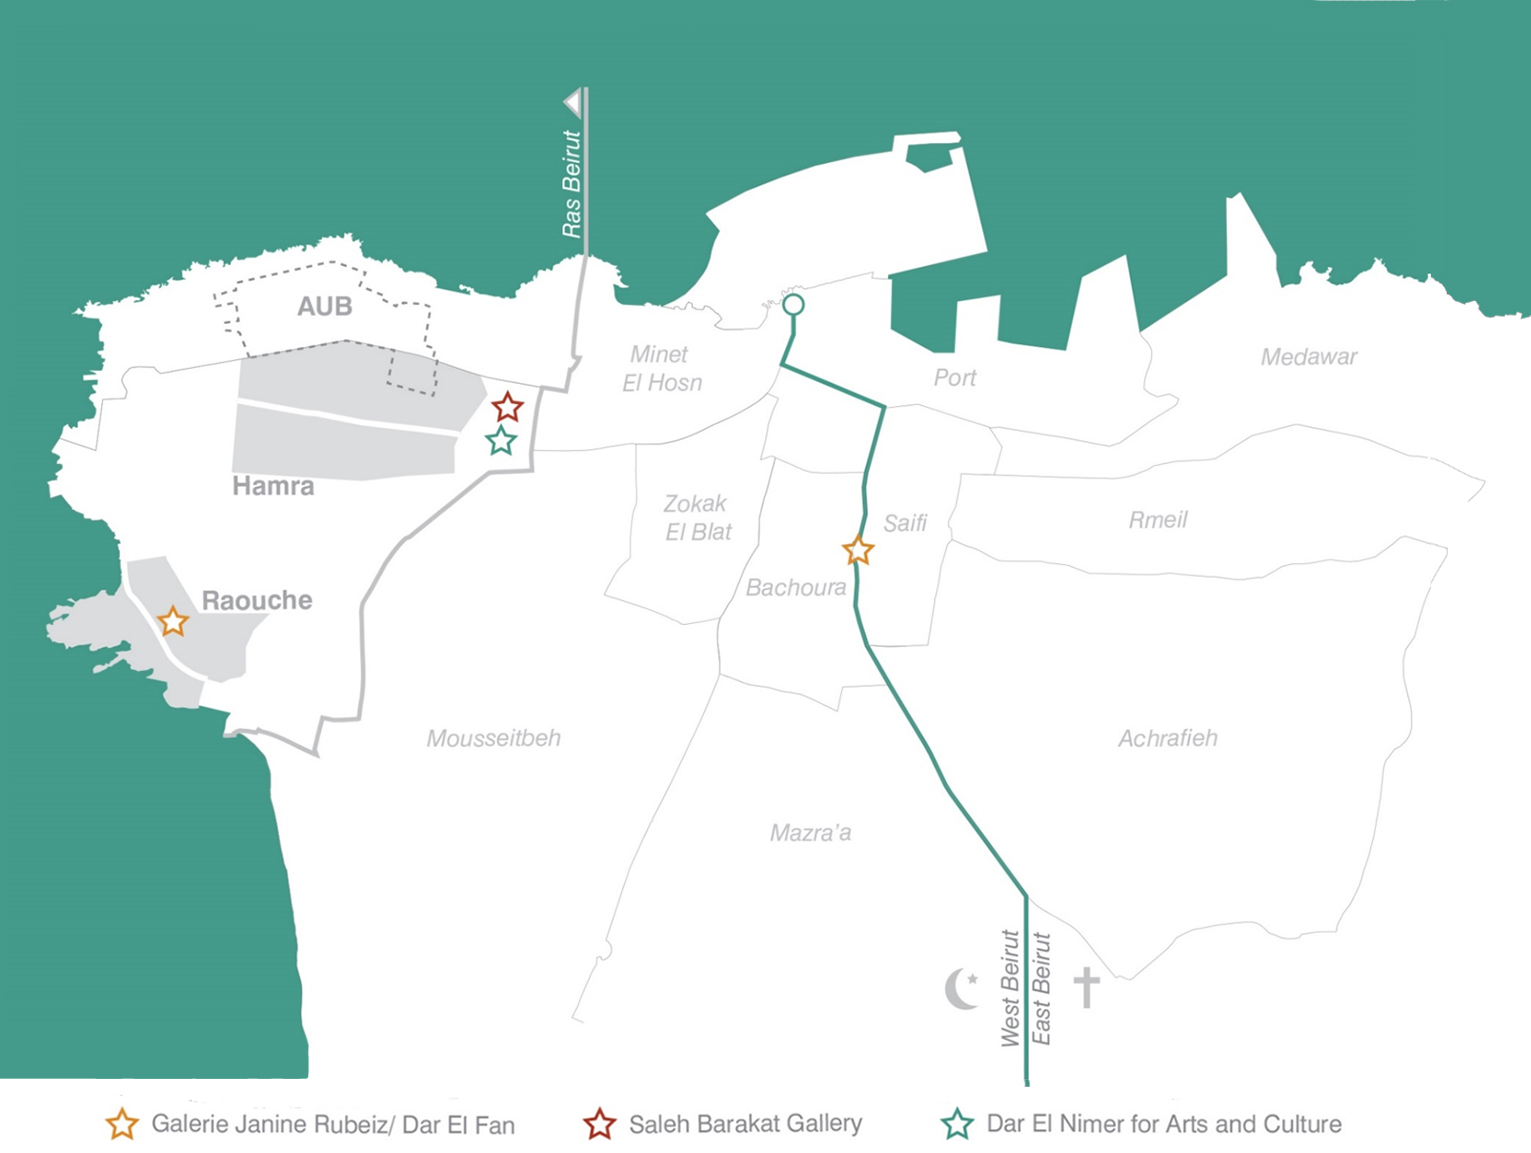 Ras Beirut
AUB
Minet
El Hosn
Port
Medawar
Hamra
Zokak
El Blat
Saifi
Rmeil
Bachoura
Raouche
Mousseitbeh
Achrafieh
Mazra’a
West Beirut
East Beirut
Galerie Janine Rubeiz/ Dar El Fan
Saleh Barakat Gallery
Dar El Nimer for Arts and Culture